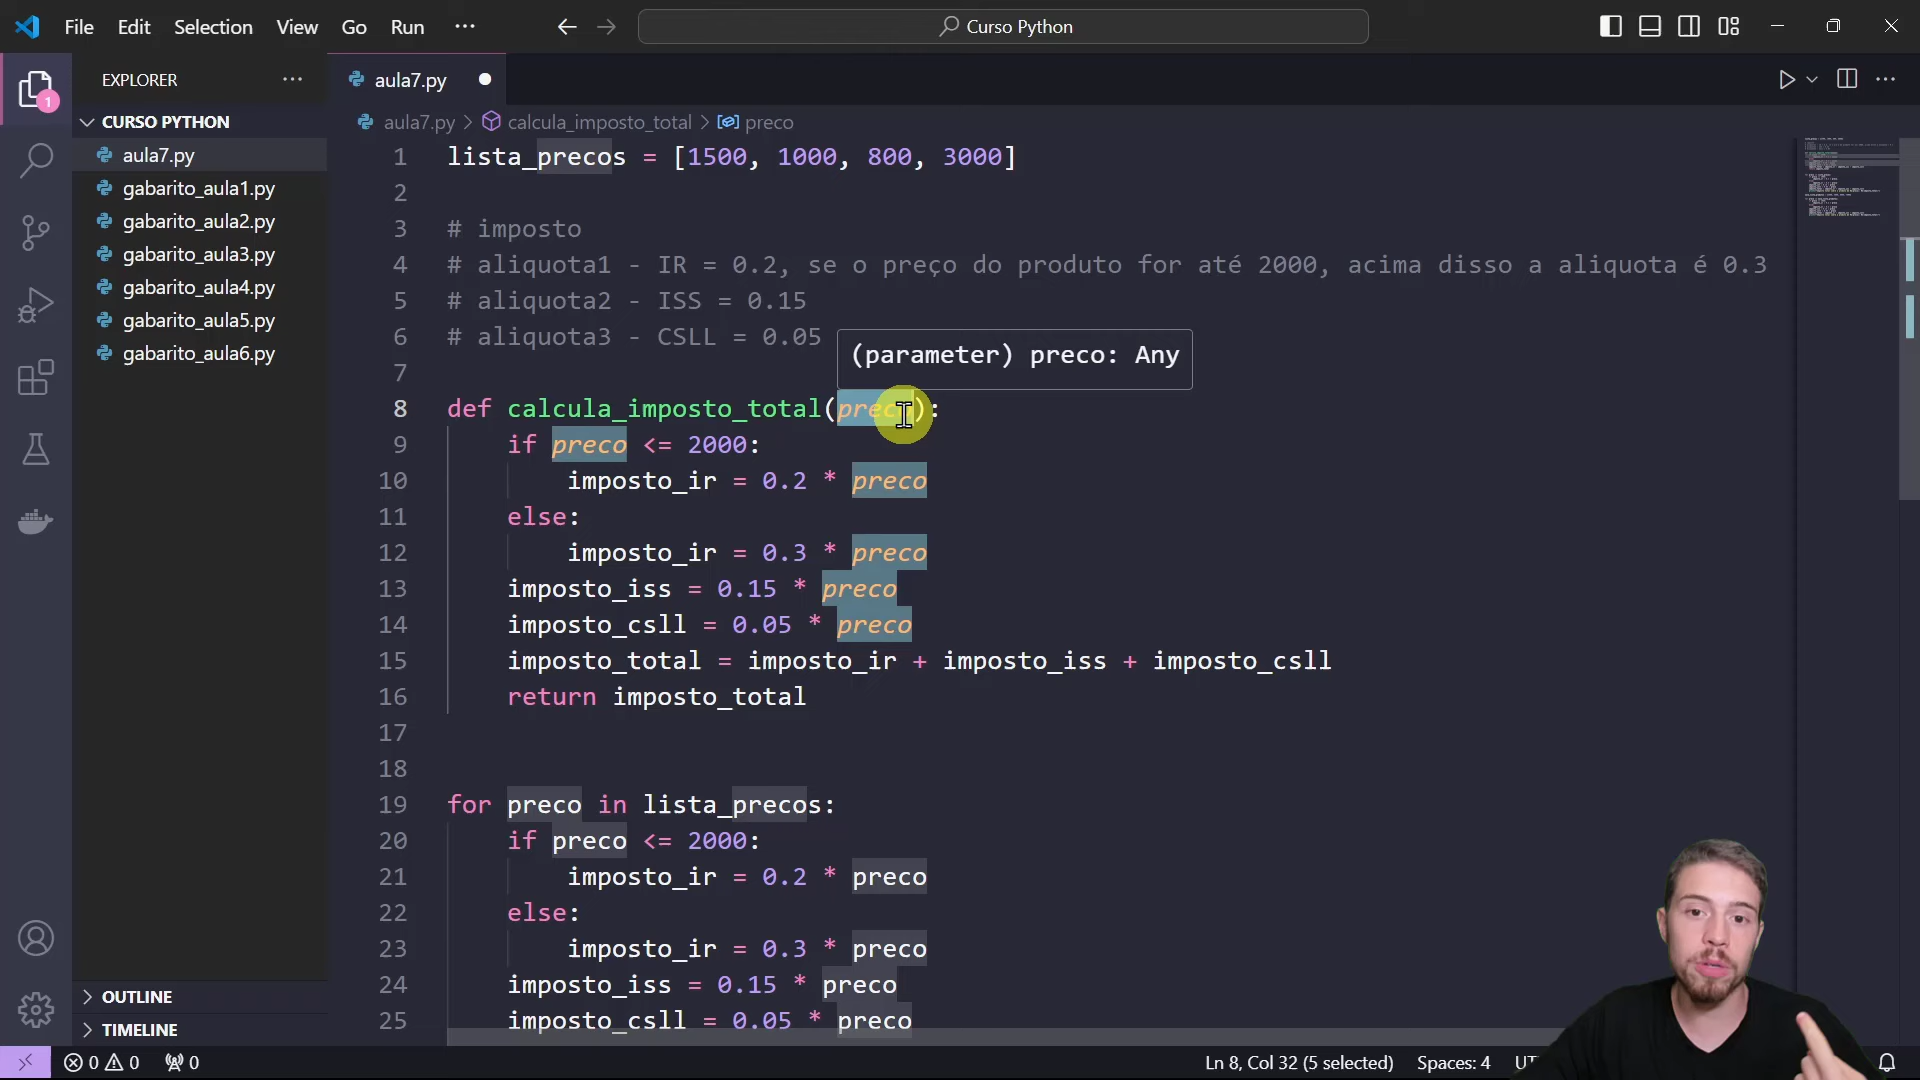 File Edit Selection View Go Run ···
Curso Python
EXPLORER
CURSO PYTHON
aula7.py
gabarito_aula1.py
gabarito_aula2.py
gabarito_aula3.py
gabarito_aula4.py
gabarito_aula5.py
gabarito_aula6.py
OUTLINE
TIMELINE
1
aula7.py
aula7.py > calcula_imposto_total > preco
1 lista_precos = [1500, 1000, 800, 3000]
2
3 # imposto
4 # aliquota1 - IR = 0.2, se o preço do produto for até 2000, acima disso a aliquota é 0.3
5 # aliquota2 - ISS = 0.15
6 # aliquota3 - CSLL = 0.05
(parameter) preco: Any
7
8 def calcula_imposto_total(preco):
9 if preco <= 2000:
10 imposto_ir = 0.2 * preco
11 else:
12 imposto_ir = 0.3 * preco
13 imposto_iss = 0.15 * preco
14 imposto_csll = 0.05 * preco
15 imposto_total = imposto_ir + imposto_iss + imposto_csll
16 return imposto_total
17
18
19 for preco in lista_precos:
20 if preco <= 2000:
21 imposto_ir = 0.2 * preco
22 else:
23 imposto_ir = 0.3 * preco
24 imposto_iss = 0.15 * preco
25 imposto_csll = 0.05 * preco
0 0 0 Ln 8, Col 32 (5 selected) Spaces: 4